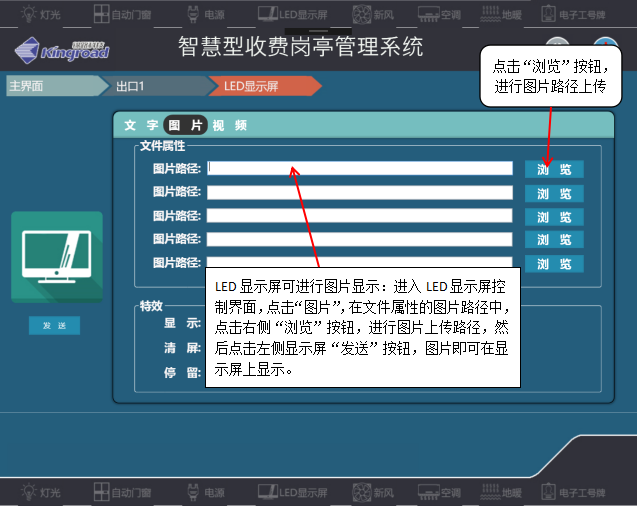 灯光 自动门窗 电源 LED显示屏 新风 空调 地暖 电子工号牌
Kingroad
智慧型收费岗亭管理系统
点击“浏览”按钮，
进行图片路径上传
主界面 出口1 LED显示屏
文 字 图 片 视 频
文件属性
图片路径: 浏 览
图片路径: 浏 览
图片路径: 浏 览
图片路径: 浏 览
图片路径: 浏 览
LED 显示屏可进行图片显示：进入 LED 显示屏控
制界面，点击“图片”，在文件属性的图片路径中，
点击右侧“浏览”按钮，进行图片上传路径，然
后点击左侧显示屏“发送”按钮，图片即可在显
示屏上显示。
特效
显 示:
清 屏:
停 留:
发 送
灯光 自动门窗 电源 LED显示屏 新风 空调 地暖 电子工号牌